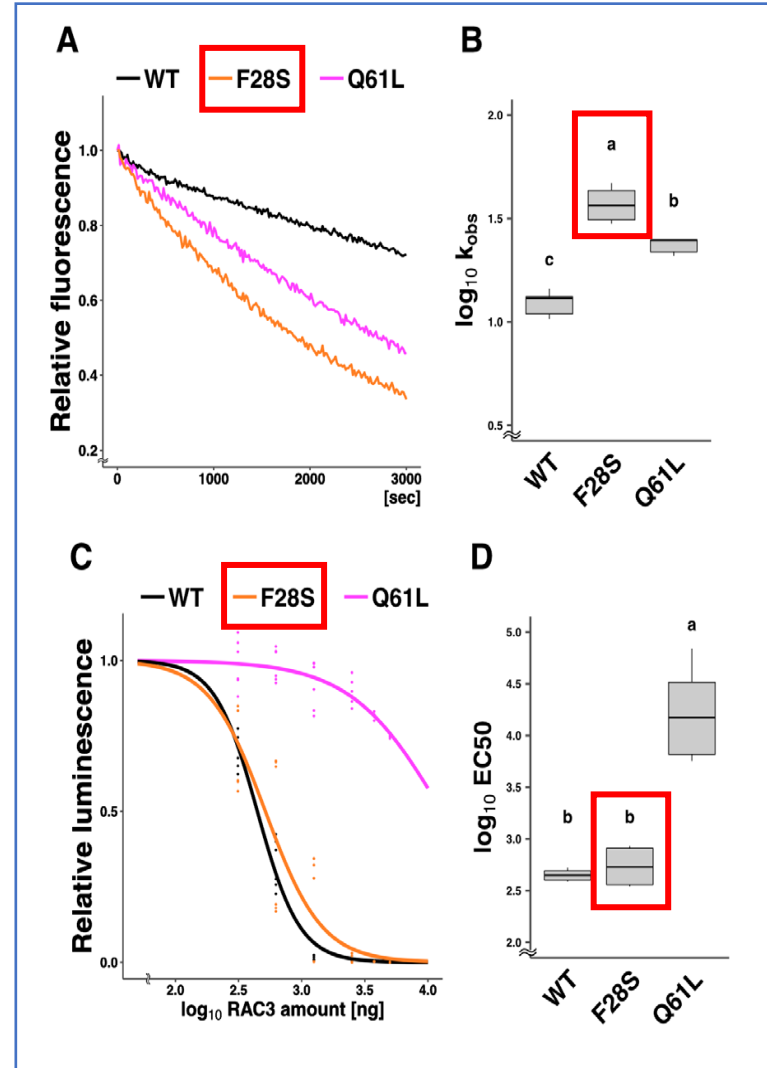 A
WT F28S Q61L
Relative fluorescence
1.0
0.8
0.6
0.4
0.2
0 1000 2000 3000
[sec]
B
log₁₀ kobs
2.0
1.5
1.0
0.5
a
b
c
WT F28S Q61L
C
WT F28S Q61L
Relative luminescence
1.0
0.5
0.0
2.0 2.5 3.0 3.5 4.0
log₁₀ RAC3 amount [ng]
D
log₁₀ EC50
5.0
4.5
4.0
3.5
3.0
2.5
2.0
a
b b
WT F28S Q61L